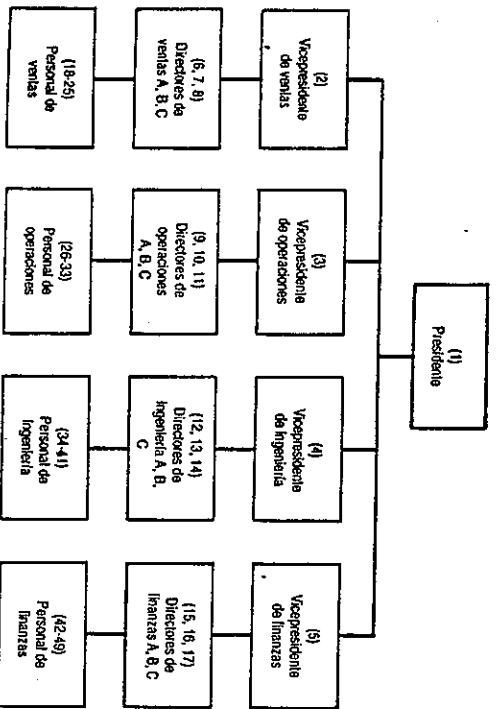 (1)
Presidente
(2)
Vicepresidente
de ventas
(3)
Vicepresidente
de operaciones
(4)
Vicepresidente
de Ingeniería
(5)
Vicepresidente
de finanzas
(6, 7, 8)
Directores de
ventas A, B, C
(9, 10, 11)
Directores de
operaciones
A, B, C
(12, 13, 14)
Directores de
Ingeniería A, B,
C
(15, 16, 17)
Directores de
finanzas A, B, C
(18-25)
Personal de
ventas
(26-33)
Personal de
operaciones
(34-41)
Personal de
Ingeniería
(42-49)
Personal de
finanzas